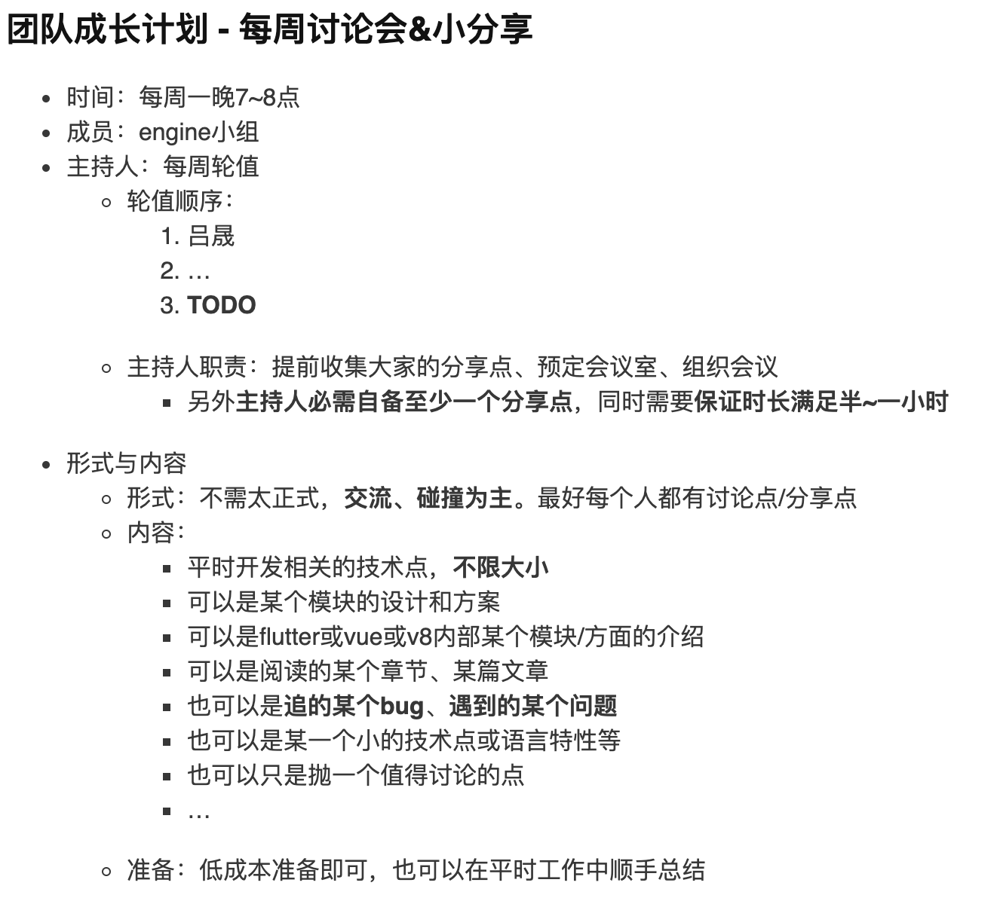 团队成长计划 - 每周讨论会&小分享
时间：每周一晚7~8点
成员：engine小组
主持人：每周轮值
轮值顺序：
1. 吕晟
2. …
3. TODO
主持人职责：提前收集大家的分享点、预定会议室、组织会议
另外主持人必需自备至少一个分享点，同时需要保证时长满足半~一小时
形式与内容
形式：不需太正式，交流、碰撞为主。最好每个人都有讨论点/分享点
内容：
平时开发相关的技术点，不限大小
可以是某个模块的设计和方案
可以是flutter或vue或v8内部某个模块/方面的介绍
可以是阅读的某个章节、某篇文章
也可以是追的某个bug、遇到的某个问题
也可以是某一个小的技术点或语言特性等
也可以只是抛一个值得讨论的点
…
准备：低成本准备即可，也可以在平时工作中顺手总结